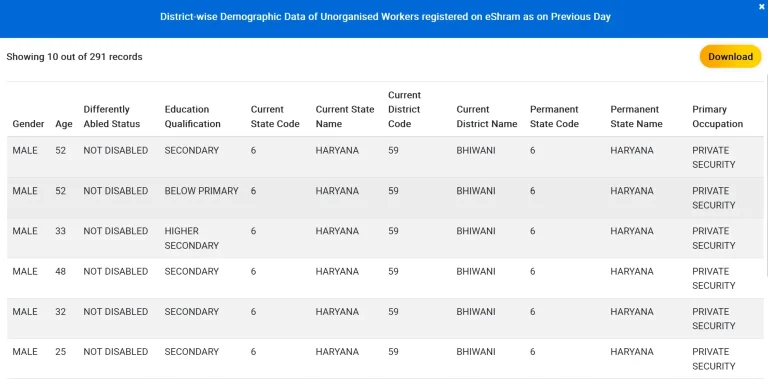 ×
District-wise Demographic Data of Unorganised Workers registered on eShram as on Previous Day
Showing 10 out of 291 records
Download
Gender Age Differently Abled Status Education Qualification Current State Code Current State Name Current District Code Current District Name Permanent State Code Permanent State Name Primary Occupation
MALE 52 NOT DISABLED SECONDARY 6 HARYANA 59 BHIWANI 6 HARYANA PRIVATE SECURITY
MALE 52 NOT DISABLED BELOW PRIMARY 6 HARYANA 59 BHIWANI 6 HARYANA PRIVATE SECURITY
MALE 33 NOT DISABLED HIGHER SECONDARY 6 HARYANA 59 BHIWANI 6 HARYANA PRIVATE SECURITY
MALE 48 NOT DISABLED SECONDARY 6 HARYANA 59 BHIWANI 6 HARYANA PRIVATE SECURITY
MALE 32 NOT DISABLED SECONDARY 6 HARYANA 59 BHIWANI 6 HARYANA PRIVATE SECURITY
MALE 25 NOT DISABLED SECONDARY 6 HARYANA 59 BHIWANI 6 HARYANA PRIVATE SECURITY